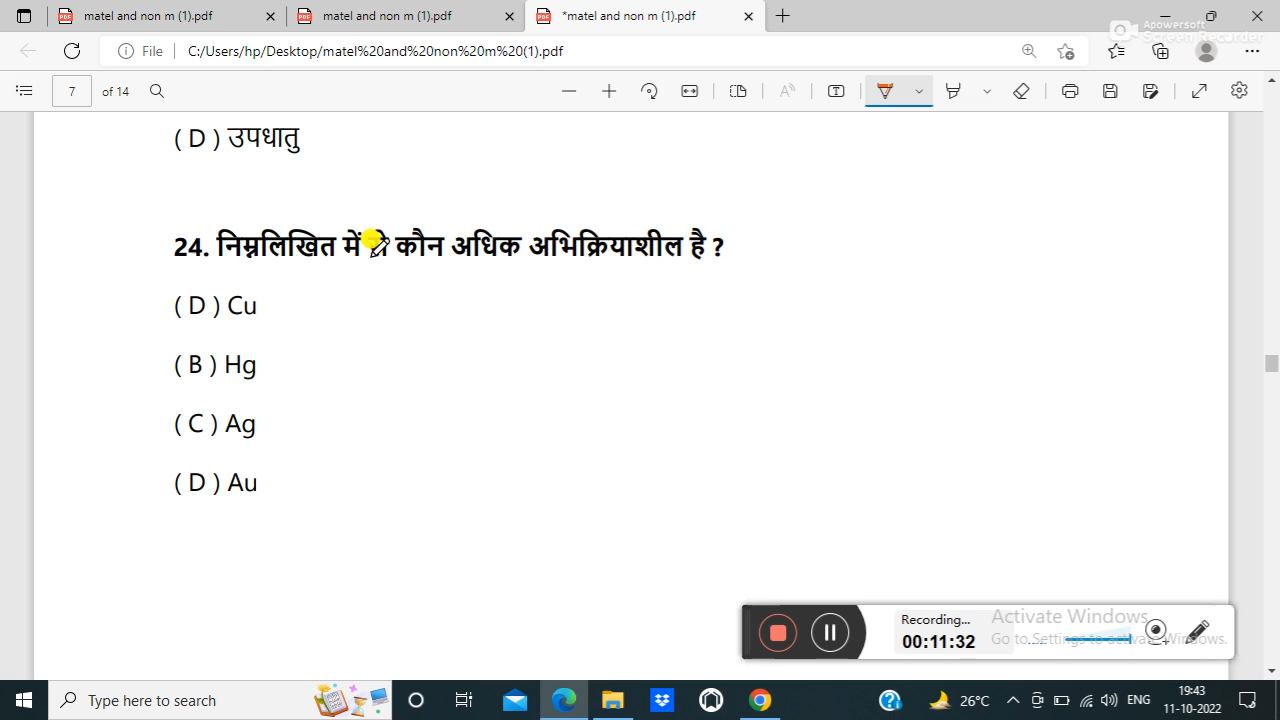 matel and non m (1).pdf
matel and non m (1).pdf
*matel and non m (1).pdf
Apowersoft
Screen Recorder
File
C:/Users/hp/Desktop/matel%20and%20non%20m%20(1).pdf
7 of 14
( D ) उपधातु
24. निम्नलिखित में से कौन अधिक अभिक्रियाशील है ?
( D ) Cu
( B ) Hg
( C ) Ag
( D ) Au
Recording...
00:11:32
Activate Windows
Go to Settings to activate Windows.
Type here to search
26°C
ENG
19:43
11-10-2022